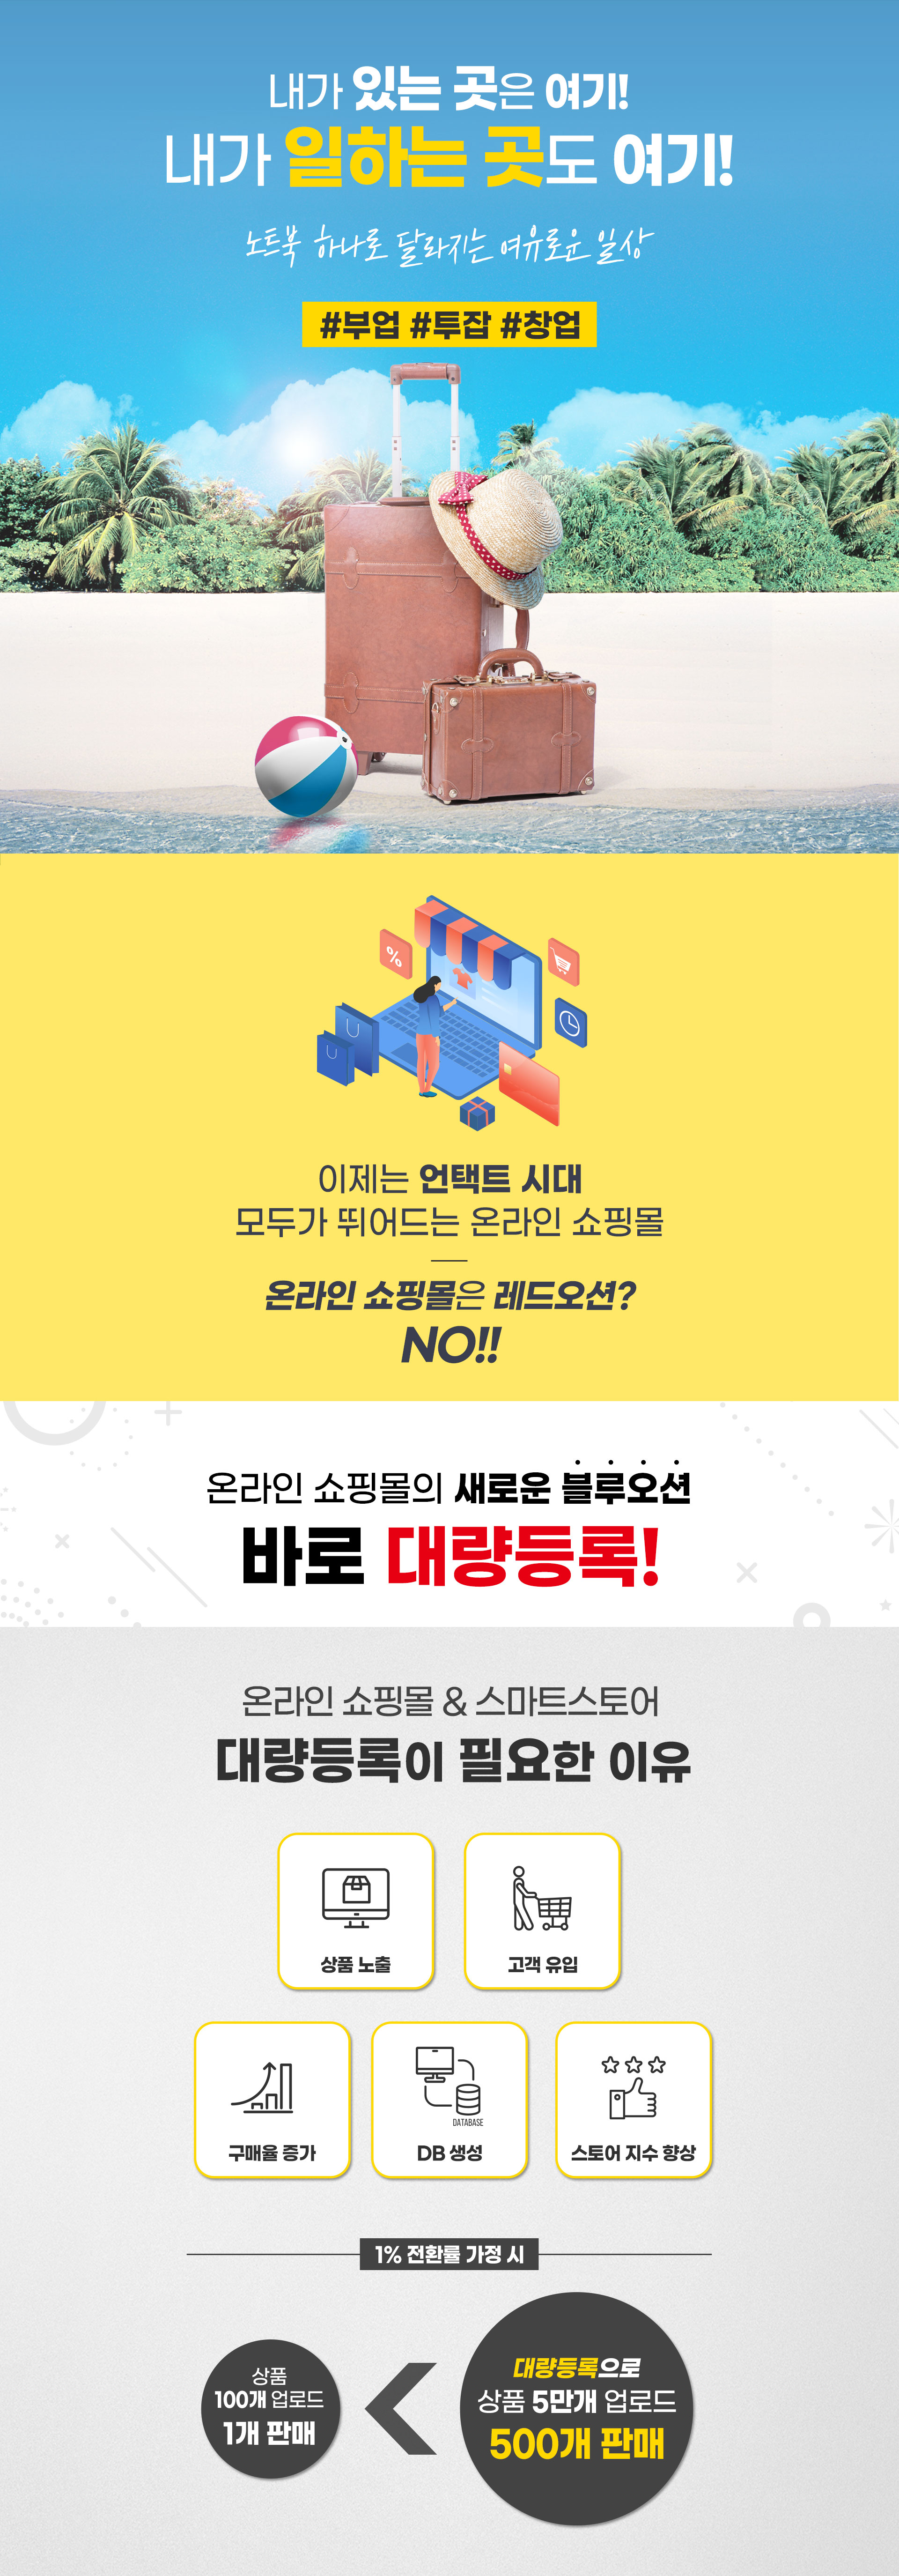 내가 있는 곳은 여기!
내가 일하는 곳도 여기!
노트북 하나로 달라지는 여유로운 일상
#부업 #투잡 #창업
%
이제는 언택트 시대
모두가 뛰어드는 온라인 쇼핑몰
온라인 쇼핑몰은 레드오션?
NO!!
온라인 쇼핑몰의 새로운 블루오션
바로 대량등록!
온라인 쇼핑몰 & 스마트스토어
대량등록이 필요한 이유
상품 노출
고객 유입
DATABASE
구매율 증가
DB 생성
스토어 지수 향상
1% 전환률 가정 시
상품
100개 업로드
1개 판매
대량등록으로
상품 5만개 업로드
500개 판매